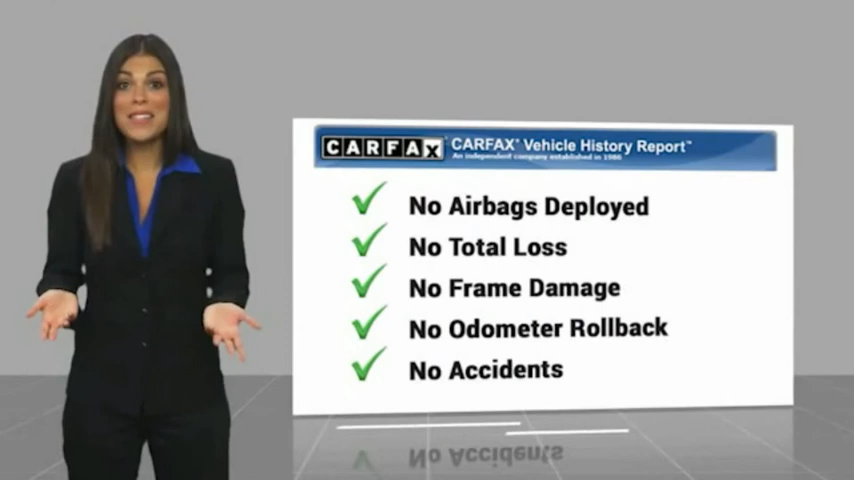 CARFAX CARFAX Vehicle History Report™
An independent company established in 1986
No Airbags Deployed
No Total Loss
No Frame Damage
No Odometer Rollback
No Accidents
No Accidents